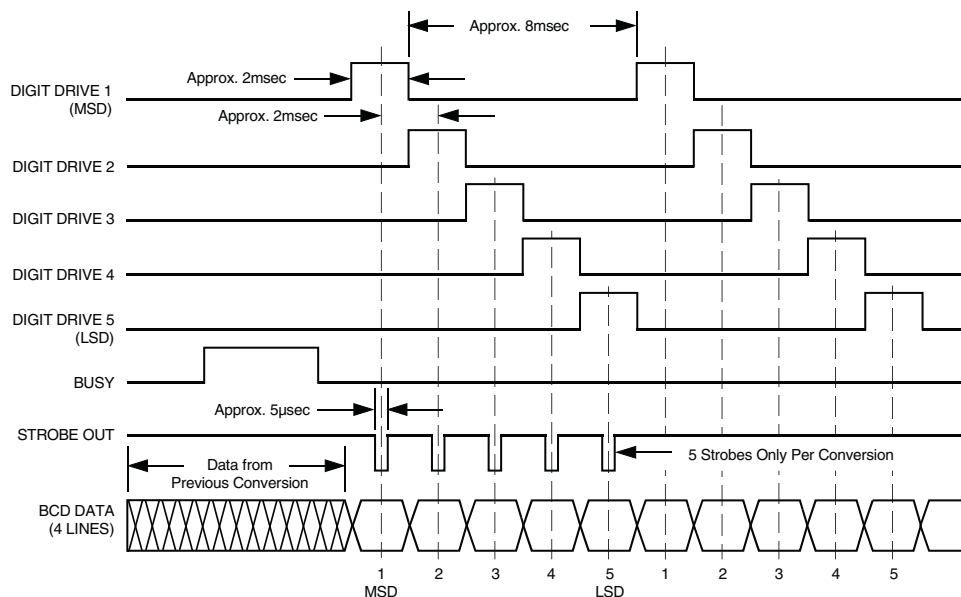 Approx. 8msec
Approx. 2msec
DIGIT DRIVE 1
(MSD)
Approx. 2msec
DIGIT DRIVE 2
DIGIT DRIVE 3
DIGIT DRIVE 4
DIGIT DRIVE 5
(LSD)
BUSY
Approx. 5μsec
STROBE OUT
5 Strobes Only Per Conversion
Data from
Previous Conversion
BCD DATA
(4 LINES)
1 2 3 4 5 1 2 3 4 5
MSD LSD